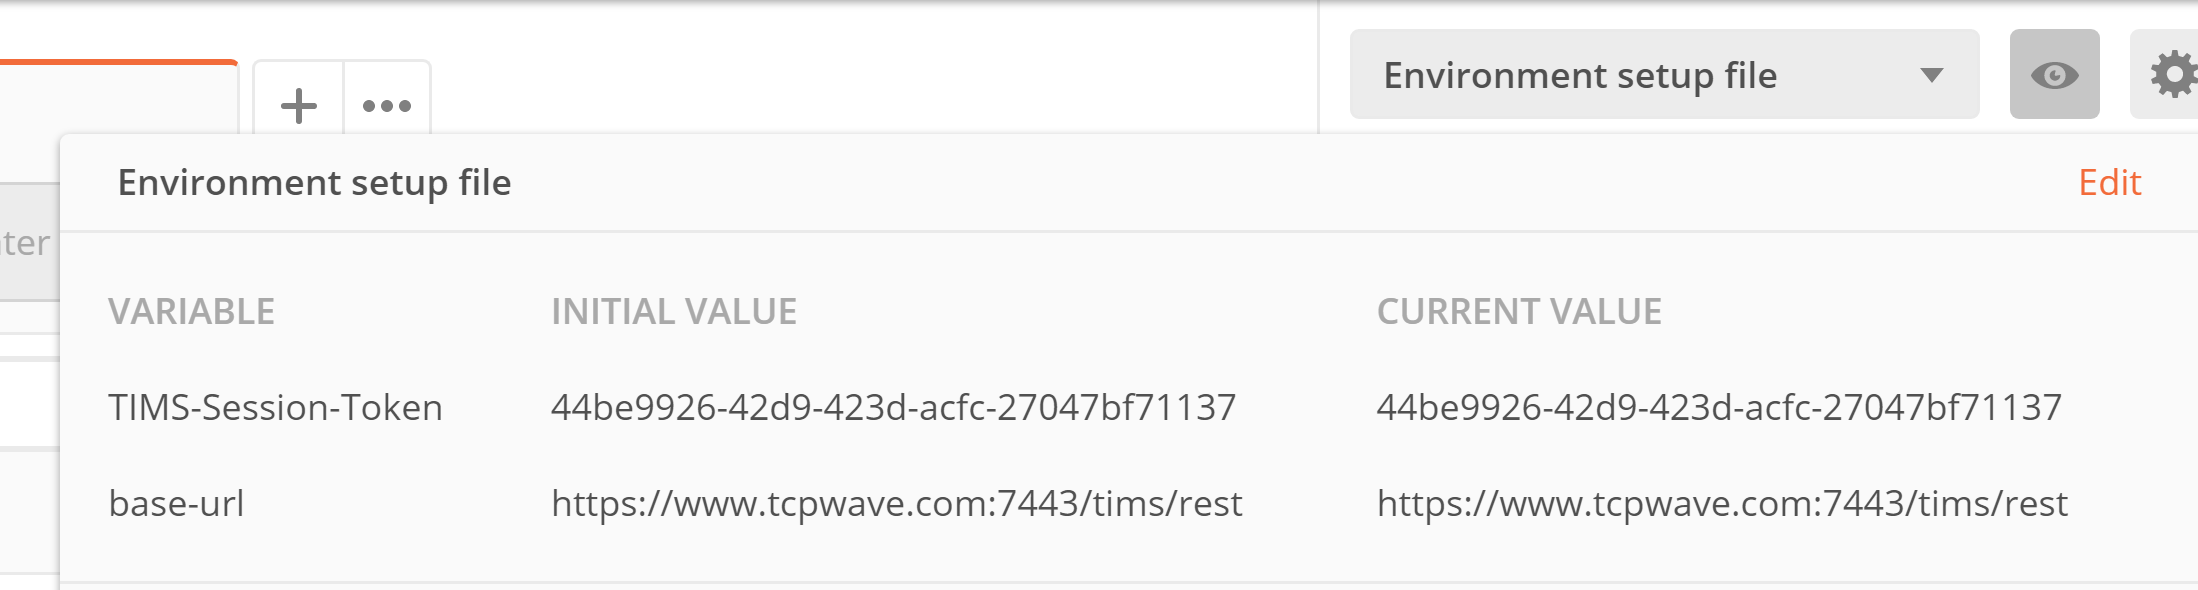 Environment setup file
Environment setup file Edit
ter
VARIABLE INITIAL VALUE CURRENT VALUE
TIMS-Session-Token 44be9926-42d9-423d-acfc-27047bf71137 44be9926-42d9-423d-acfc-27047bf71137
base-url https://www.tcpwave.com:7443/tims/rest https://www.tcpwave.com:7443/tims/rest